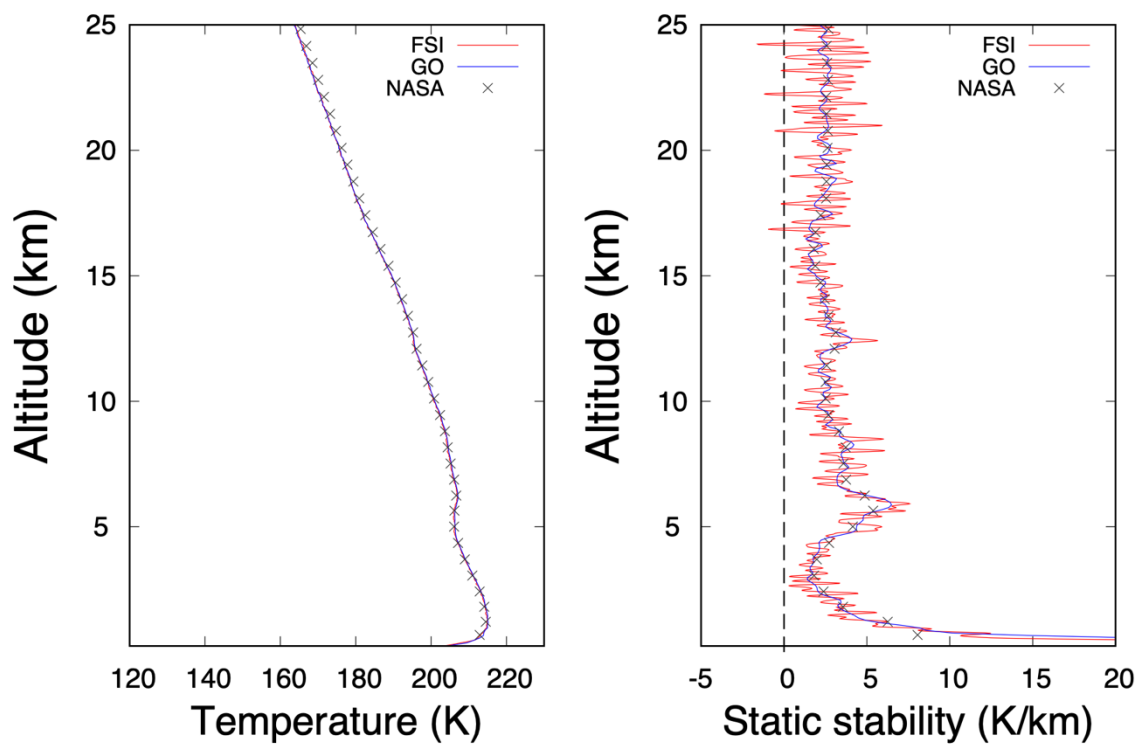 25
20
15
10
5
Altitude (km)
FSI
GO
NASA
120 140 160 180 200 220
Temperature (K)
25
20
15
10
5
Altitude (km)
FSI
GO
NASA
-5 0 5 10 15 20
Static stability (K/km)